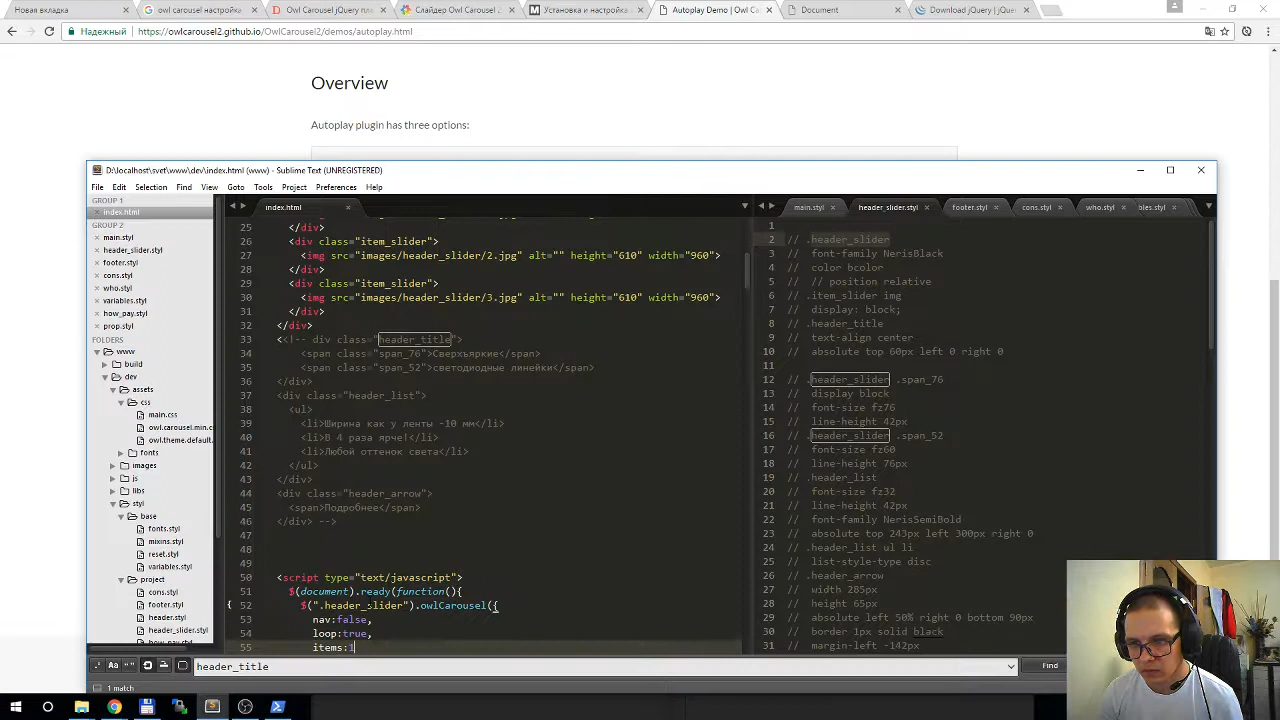 Новая вкладка
owl carousel настройка
Owl Carousel jQuery пл
Слайдер Owl Carousel 2
Установка и настройка
Autoplay Demo | Owl Car
Document
Download jQuery | jQuer
Надежный
https://owlcarousel2.github.io/OwlCarousel2/demos/autoplay.html
Overview
Autoplay plugin has three options:
D:\localhost\svet\www\dev\index.html (www) - Sublime Text (UNREGISTERED)
File Edit Selection Find View Goto Tools Project Preferences Help
GROUP 1
index.html
GROUP 2
main.styl
header_slider.styl
footer.styl
cons.styl
who.styl
variables.styl
how_pay.styl
prop.styl
www
build
dev
assets
css
main.css
owl.carousel.min.c
owl.theme.default.
fonts
images
js
libs
styl
base
fonts.styl
mixins.styl
reset.styl
variables.styl
project
cons.styl
footer.styl
header.styl
header_slider.styl
index.html
25 </div>
26 <div class="item_slider">
27 <img src="images/header_slider/2.jpg" alt="" height="610" width="960">
28 </div>
29 <div class="item_slider">
30 <img src="images/header_slider/3.jpg" alt="" height="610" width="960">
31 </div>
32 </div>
33 <<!-- div class="header_title">
34 <span class="span_76">Сверхъяркие</span>
35 <span class="span_52">светодиодные линейки</span>
36 </div>
37 <div class="header_list">
38 <ul>
39 <li>Ширина как у ленты -10 мм</li>
40 <li>В 4 раза ярче!</li>
41 <li>Любой оттенок света</li>
42 </ul>
43 </div>
44 <div class="header_arrow">
45 <span>Подробнее</span>
46 </div> -->
47
48
49
50 <script type="text/javascript">
51 $(document).ready(function(){
52 $(".header_slider").owlCarousel({
53 nav:false,
54 loop:true,
55 items:1
main.styl header_slider.styl footer.styl cons.styl who.styl bles.styl
1
2 // .header_slider
3 // font-family NerisBlack
4 // color bcolor
5 // // position relative
6 // .item_slider img
7 // display: block;
8 // .header_title
9 // text-align center
10 // absolute top 60px left 0 right 0
11
12 // .header_slider .span_76
13 // display block
14 // font-size fz76
15 // line-height 42px
16 // .header_slider .span_52
17 // font-size fz60
18 // line-height 76px
19 // .header_list
20 // font-size fz32
21 // line-height 42px
22 // font-family NerisSemiBold
23 // absolute top 243px left 300px right 0
24 // .header_list ul li
25 // list-style-type disc
26 // .header_arrow
27 // width 285px
28 // height 65px
29 // absolute left 50% right 0 bottom 90px
30 // border 1px solid black
31 // margin-left -142px
header_title
Find
1 match